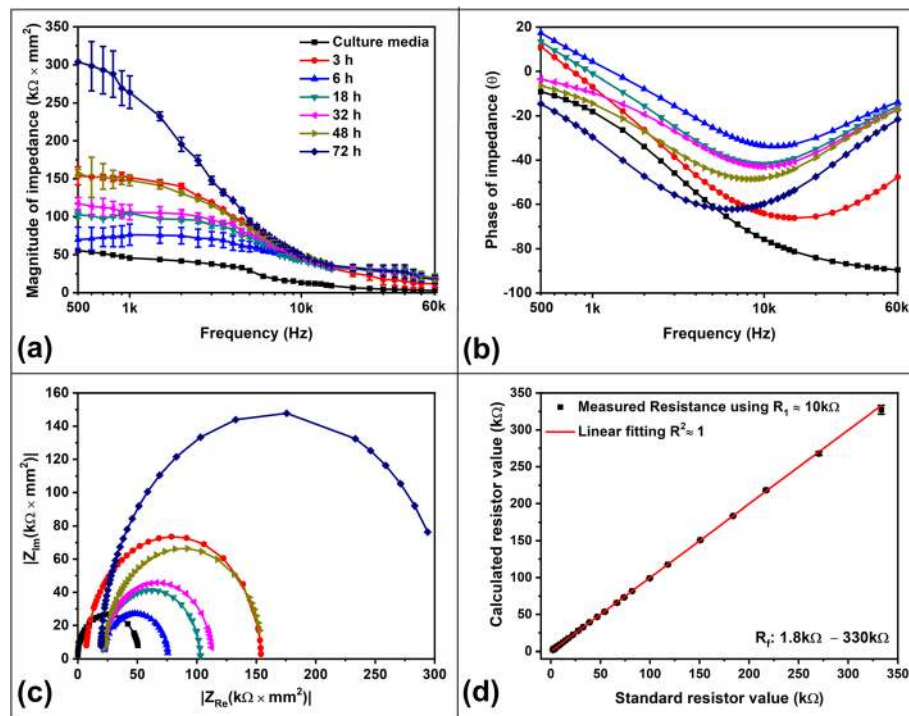 350
300
250
200
150
100
50
0
500
1k
10k
60k
Magnitude of impedance (kΩ × mm²)
Frequency (Hz)
Culture media
3 h
6 h
18 h
32 h
48 h
72 h
(a)
20
0
-20
-40
-60
-80
-100
500
1k
10k
60k
Phase of impedance (θ)
Frequency (Hz)
(b)
160
140
120
100
80
60
40
20
0
0
50
100
150
200
250
300
|Z_Im(kΩ × mm²)|
|Z_Re(kΩ × mm²)|
(c)
350
300
250
200
150
100
50
0
0
50
100
150
200
250
300
350
Calculated resistor value (kΩ)
Standard resistor value (kΩ)
Measured Resistance using R₁ ≈ 10kΩ
Linear fitting R²≈ 1
R_f: 1.8kΩ – 330kΩ
(d)